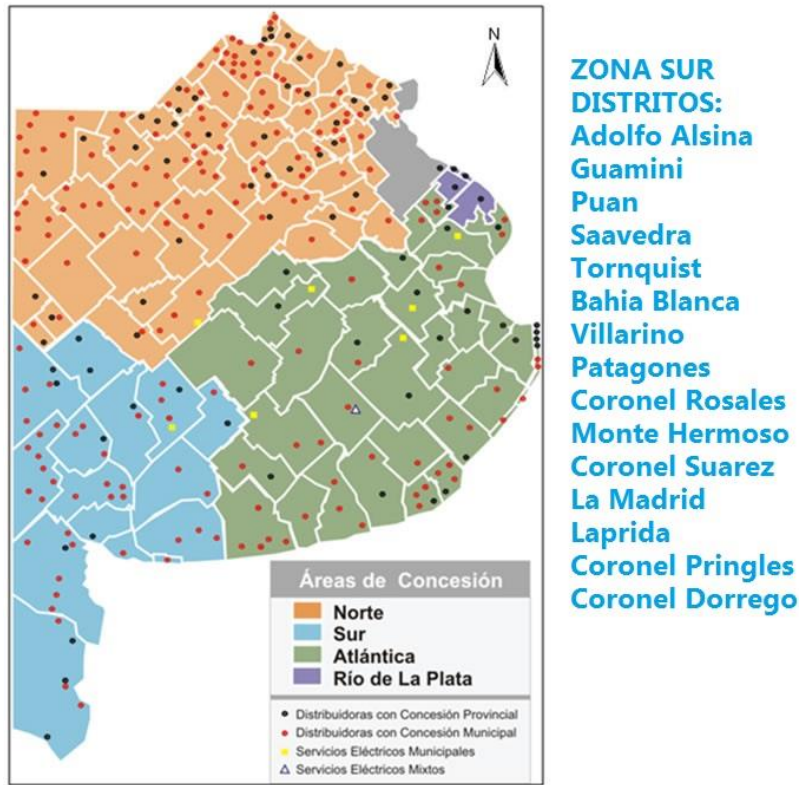 N
ZONA SUR
DISTRITOS:
Adolfo Alsina
Guamini
Puan
Saavedra
Tornquist
Bahia Blanca
Villarino
Patagones
Coronel Rosales
Monte Hermoso
Coronel Suarez
La Madrid
Laprida
Coronel Pringles
Coronel Dorrego
Áreas de Concesión
Norte
Sur
Atlántica
Río de La Plata
Distribuidoras con Concesión Provincial
Distribuidoras con Concesión Municipal
Servicios Eléctricos Municipales
Servicios Eléctricos Mixtos